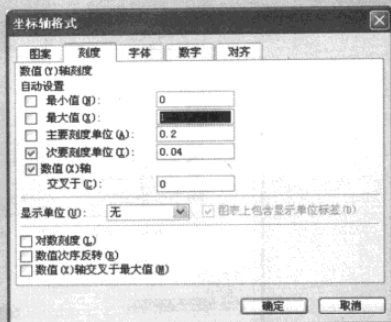 坐标轴格式
图案 刻度 字体 数字 对齐
数值(Y)轴刻度
自动设置
最小值(N): 0
最大值(X):
主要刻度单位(A): 0.2
次要刻度单位(I): 0.04
数值(X)轴
交叉于(C): 0
显示单位(U): 无 图表上包含显示单位标签(D)
对数刻度(L)
数值次序反转(R)
数值(X)轴交叉于最大值(M)
确定 取消